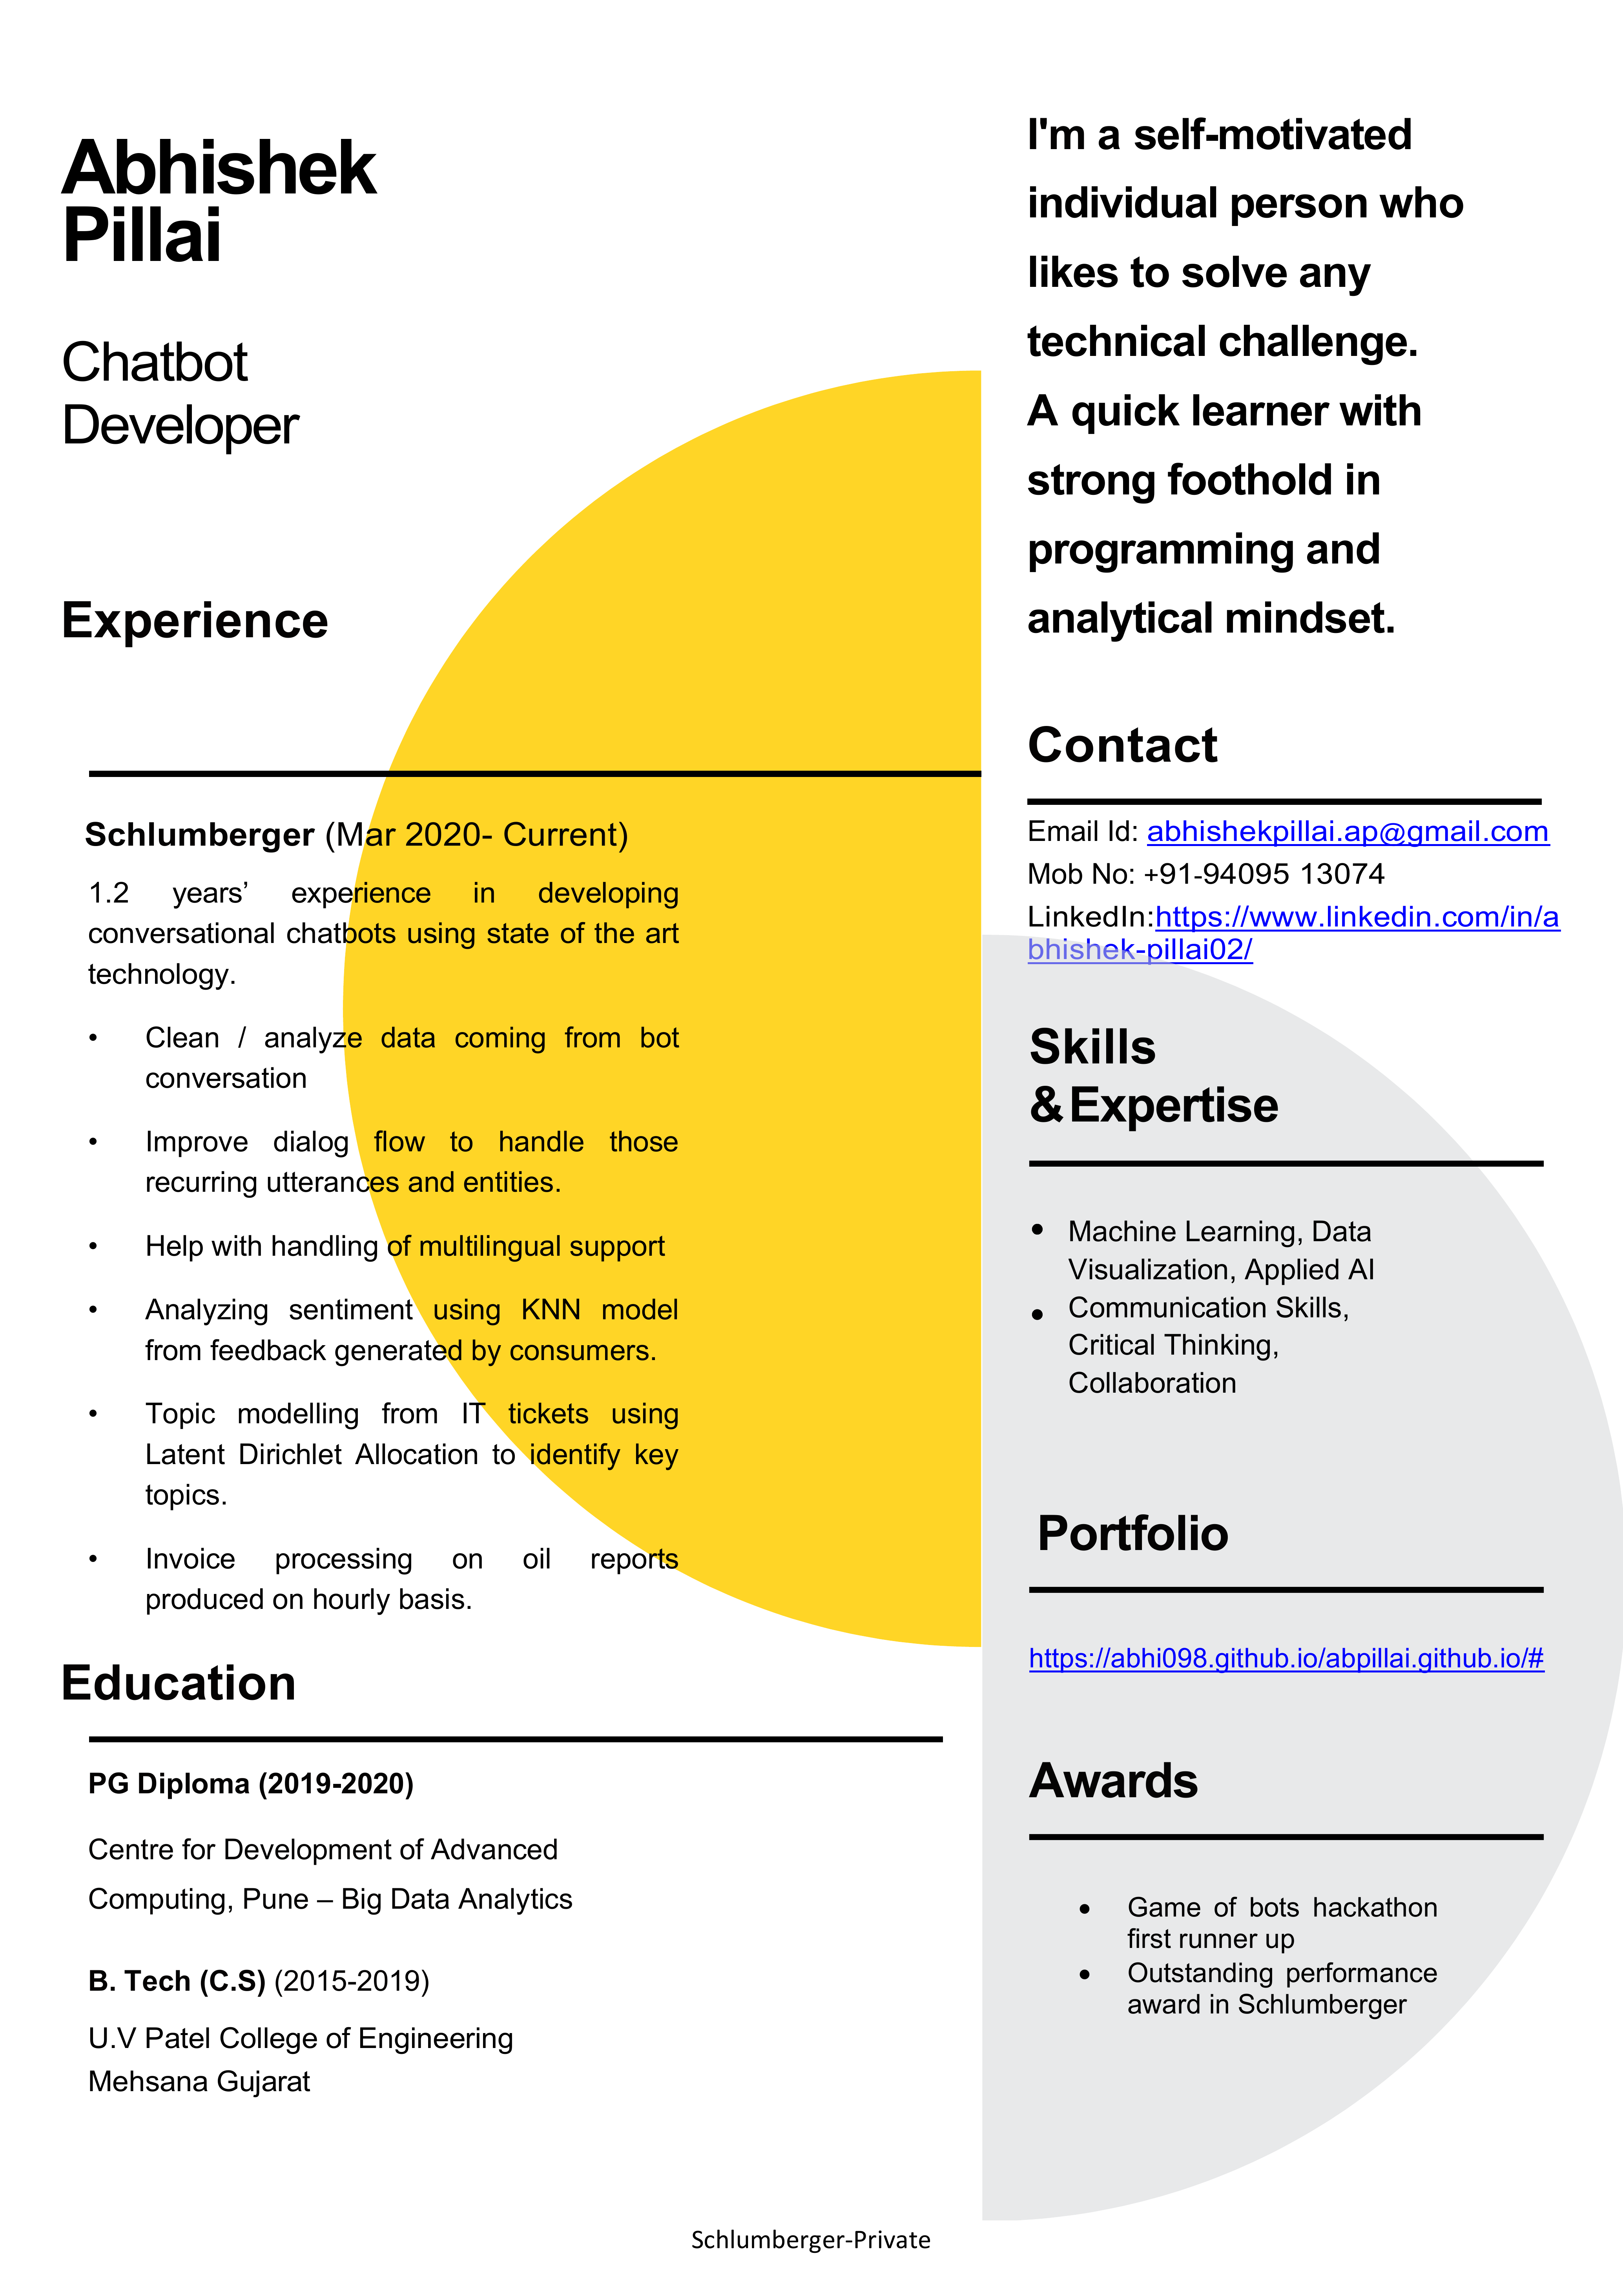 Abhishek
Pillai
Chatbot
Developer
Experience
Schlumberger (Mar 2020- Current)
1.2 years’ experience in developing
conversational chatbots using state of the art
technology.
• Clean / analyze data coming from bot
conversation
• Improve dialog flow to handle those
recurring utterances and entities.
• Help with handling of multilingual support
• Analyzing sentiment using KNN model
from feedback generated by consumers.
• Topic modelling from IT tickets using
Latent Dirichlet Allocation to identify key
topics.
• Invoice processing on oil reports
produced on hourly basis.
Education
PG Diploma (2019-2020)
Centre for Development of Advanced
Computing, Pune – Big Data Analytics
B. Tech (C.S) (2015-2019)
U.V Patel College of Engineering
Mehsana Gujarat
I'm a self-motivated
individual person who
likes to solve any
technical challenge.
A quick learner with
strong foothold in
programming and
analytical mindset.
Contact
Email Id: abhishekpillai.ap@gmail.com
Mob No: +91-94095 13074
LinkedIn:https://www.linkedin.com/in/a
bhishek-pillai02/
Skills
&Expertise
• Machine Learning, Data
Visualization, Applied AI
• Communication Skills,
Critical Thinking,
Collaboration
Portfolio
https://abhi098.github.io/abpillai.github.io/#
Awards
• Game of bots hackathon
first runner up
• Outstanding performance
award in Schlumberger
Schlumberger-Private